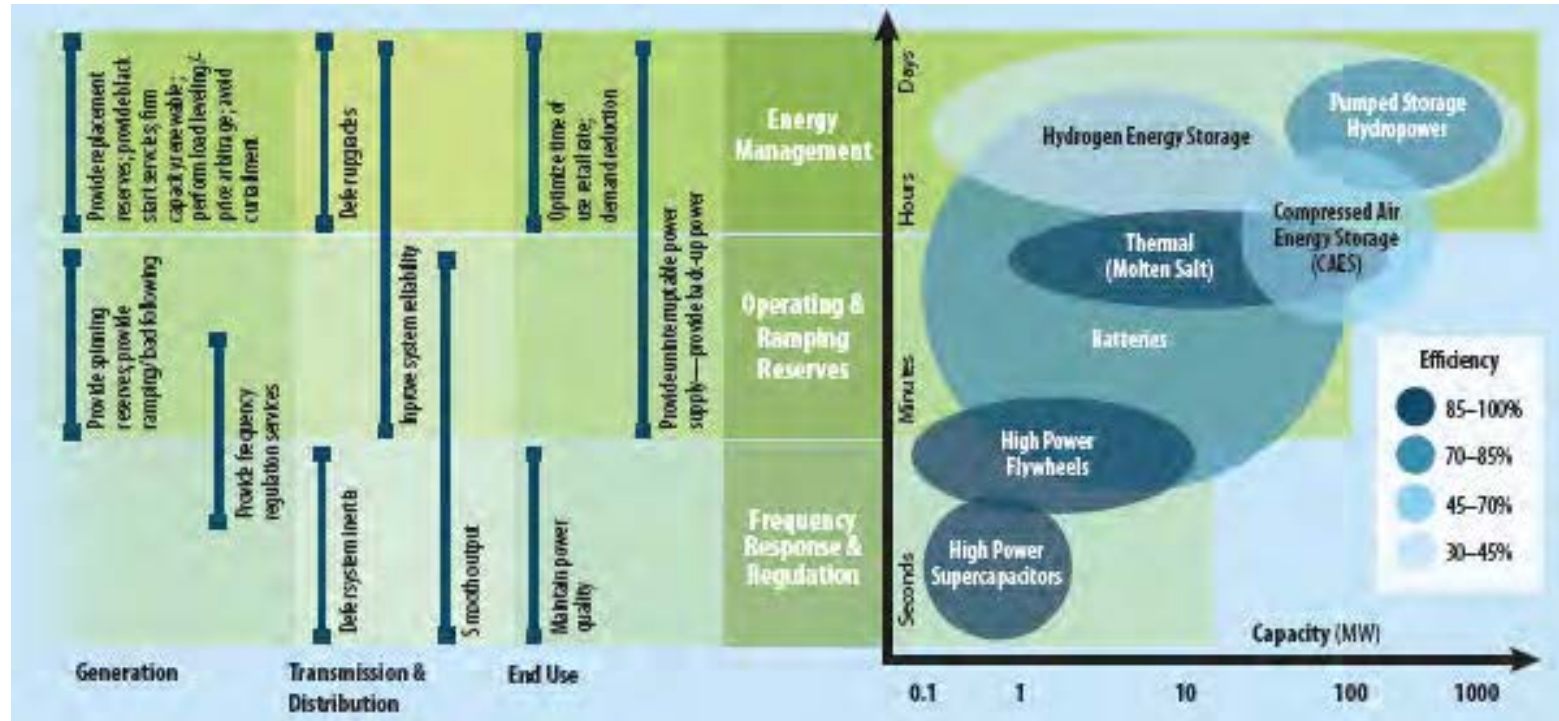 Provide replacement
reserves; provide black
start services; firm
capacity renewable;
perform load leveling/-
price arbitrage; avoid
curtailment
Defer upgrades
Optimize time of
use retail rate;
demand reduction
Provide spinning
reserves; provide
ramping/load following
Provide frequency
regulation services
Improve system reliability
Provide uninterruptable power
supply—provide back-up power
Defer system inertia
Smooth output
Maintain power
quality
Generation
Transmission &
Distribution
End Use
Energy
Management
Operating &
Ramping
Reserves
Frequency
Response &
Regulation
Days
Hours
Minutes
Seconds
Pumped Storage
Hydropower
Hydrogen Energy Storage
Compressed Air
Energy Storage
(CAES)
Thermal
(Molten Salt)
Batteries
High Power
Flywheels
High Power
Supercapacitors
Efficiency
85–100%
70–85%
45–70%
30–45%
Capacity (MW)
0.1 1 10 100 1000